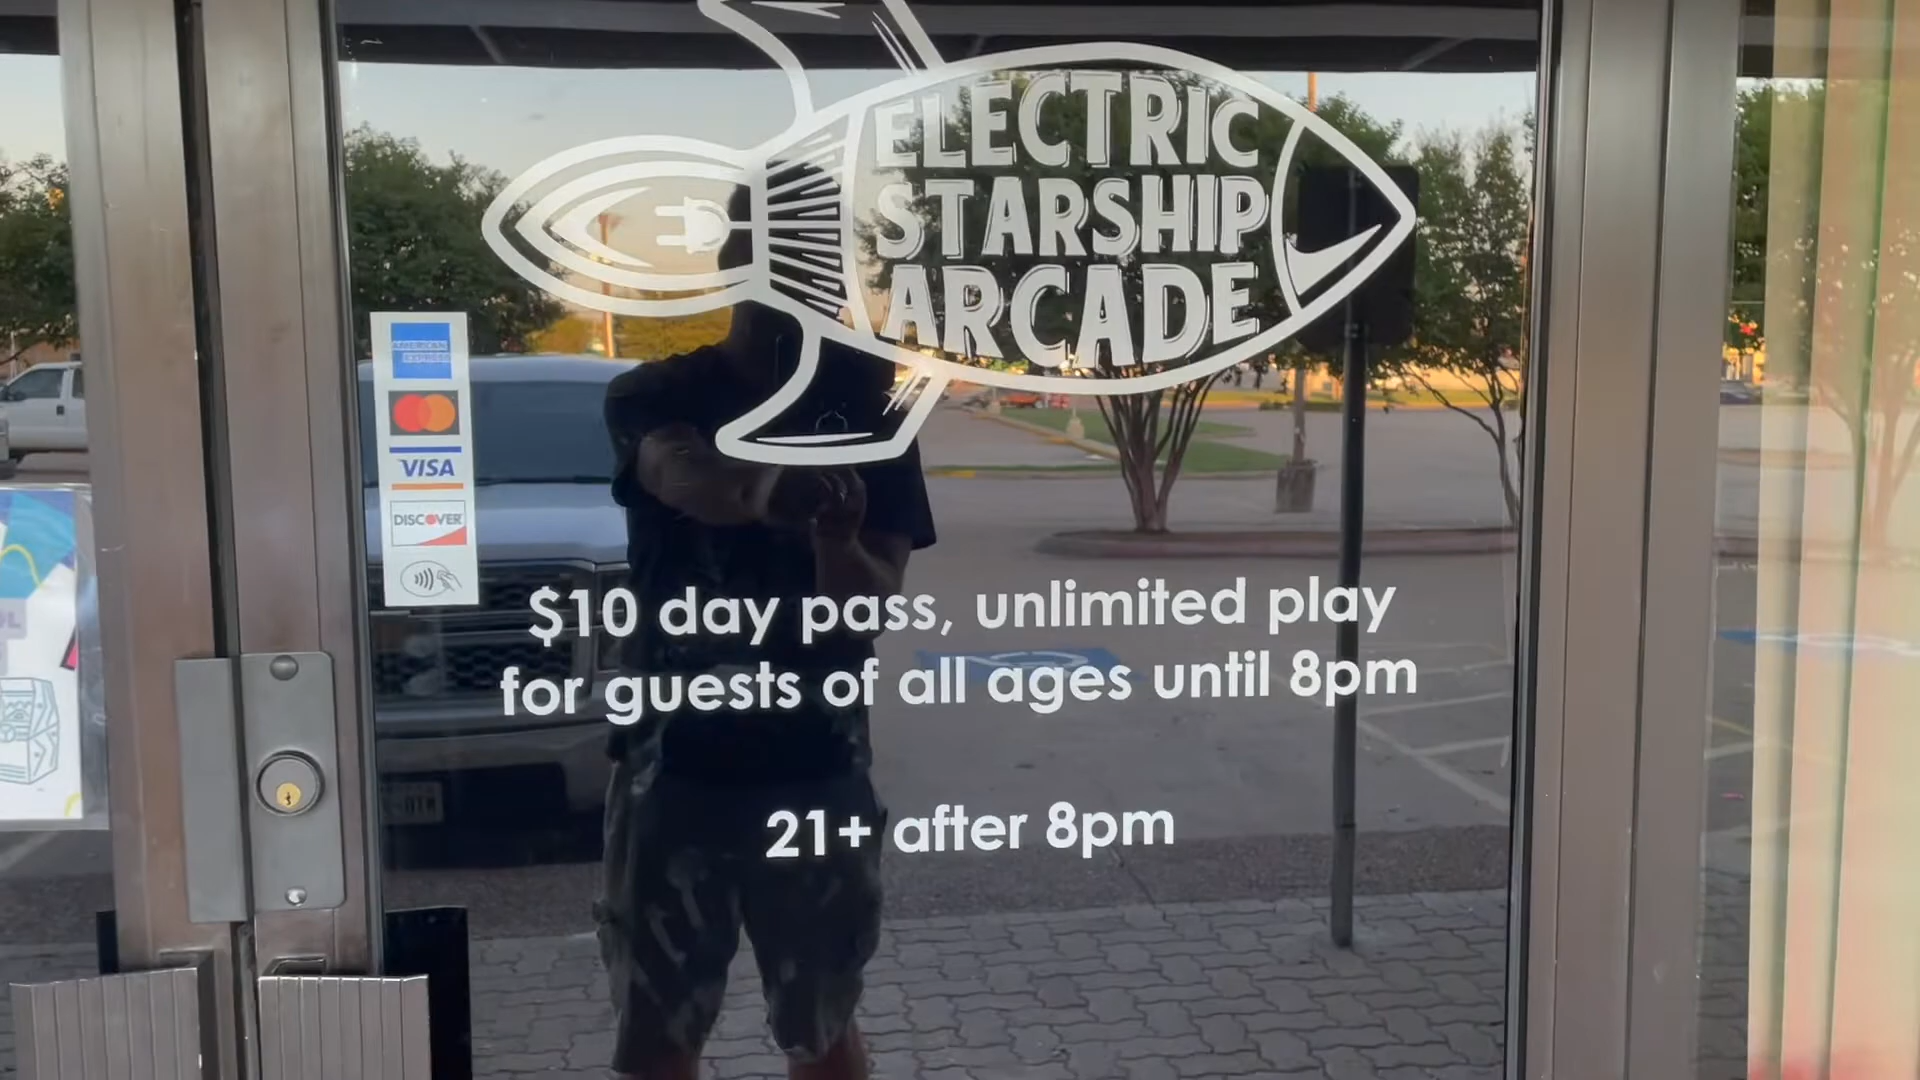 ELECTRIC
STARSHIP
ARCADE
AMERICAN
EXPRESS
VISA
DISCOVER
$10 day pass, unlimited play
for guests of all ages until 8pm
21+ after 8pm